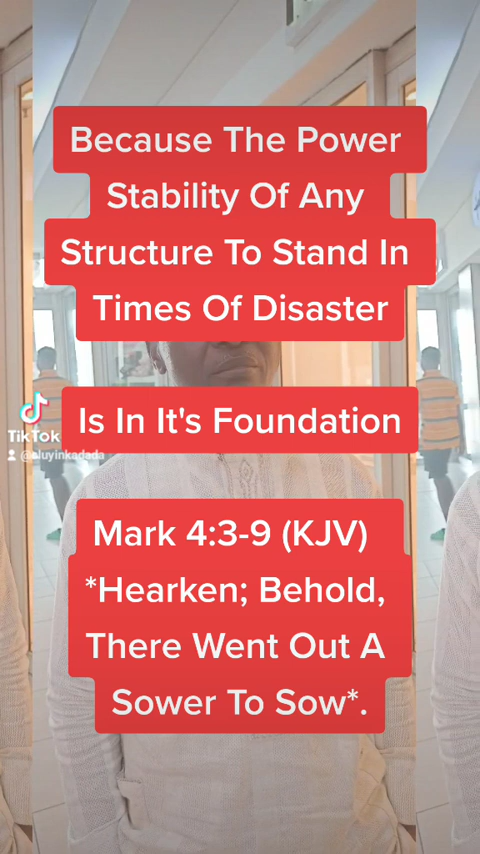 Because The Power
Stability Of Any
Structure To Stand In
Times Of Disaster
Is In It's Foundation
TikTok
@oluyinkadada
Mark 4:3-9 (KJV)
*Hearken; Behold,
There Went Out A
Sower To Sow*.